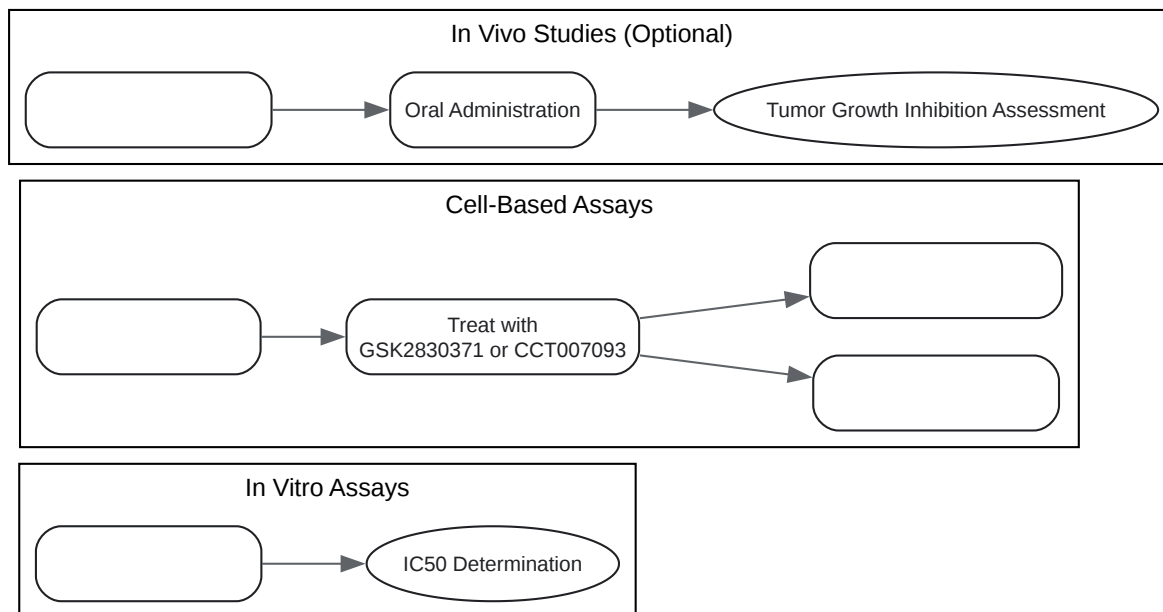 In Vivo Studies (Optional)
Oral Administration
Tumor Growth Inhibition Assessment
Cell-Based Assays
Treat with
GSK2830371 or CCT007093
In Vitro Assays
IC50 Determination